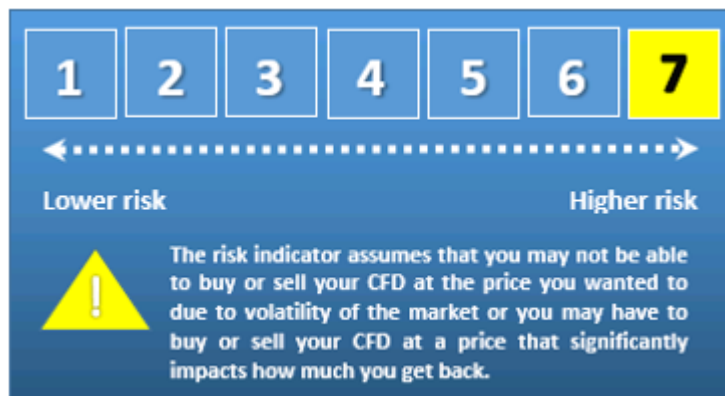 1 2 3 4 5 6 7
Lower risk Higher risk
!
The risk indicator assumes that you may not be able
to buy or sell your CFD at the price you wanted to
due to volatility of the market or you may have to
buy or sell your CFD at a price that significantly
impacts how much you get back.